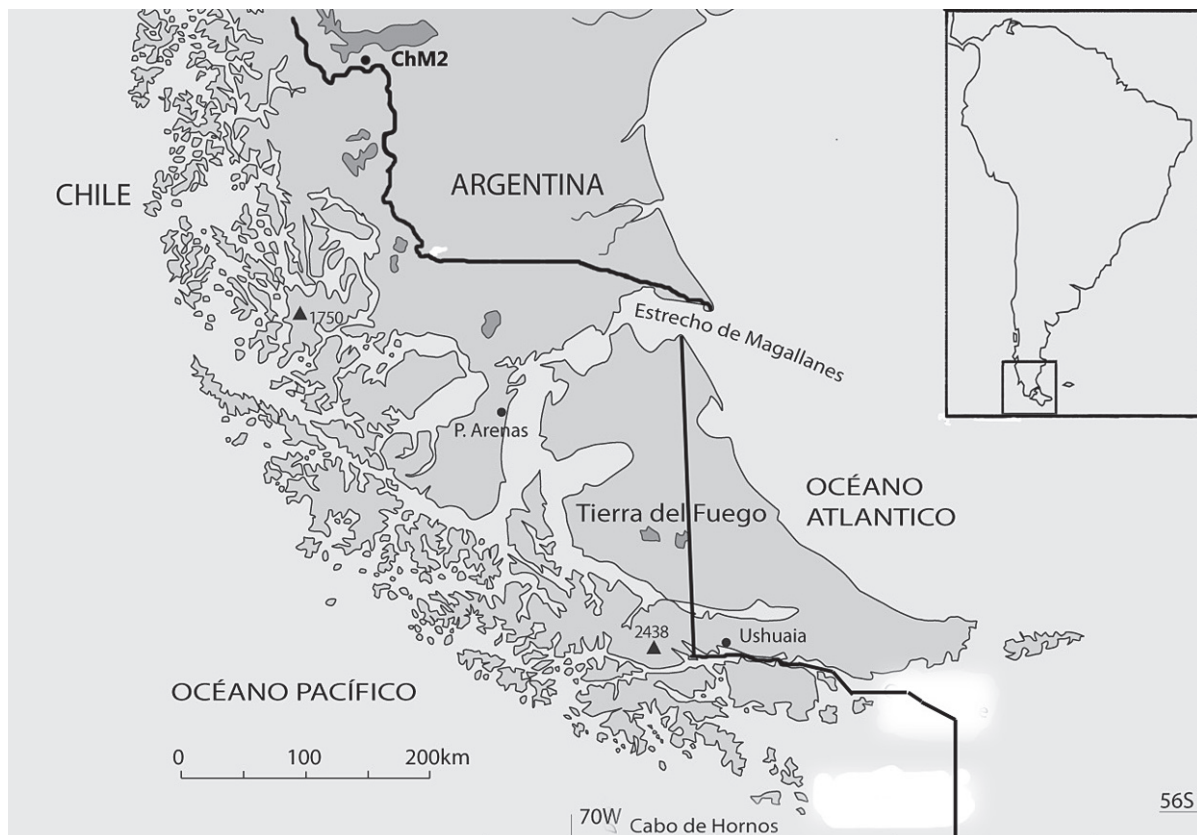 ChM2
CHILE
ARGENTINA
1750
Estrecho de Magallanes
P. Arenas
OCÉANO
ATLANTICO
Tierra del Fuego
2438
Ushuaia
OCÉANO PACÍFICO
0 100 200km
70W
Cabo de Hornos
56S